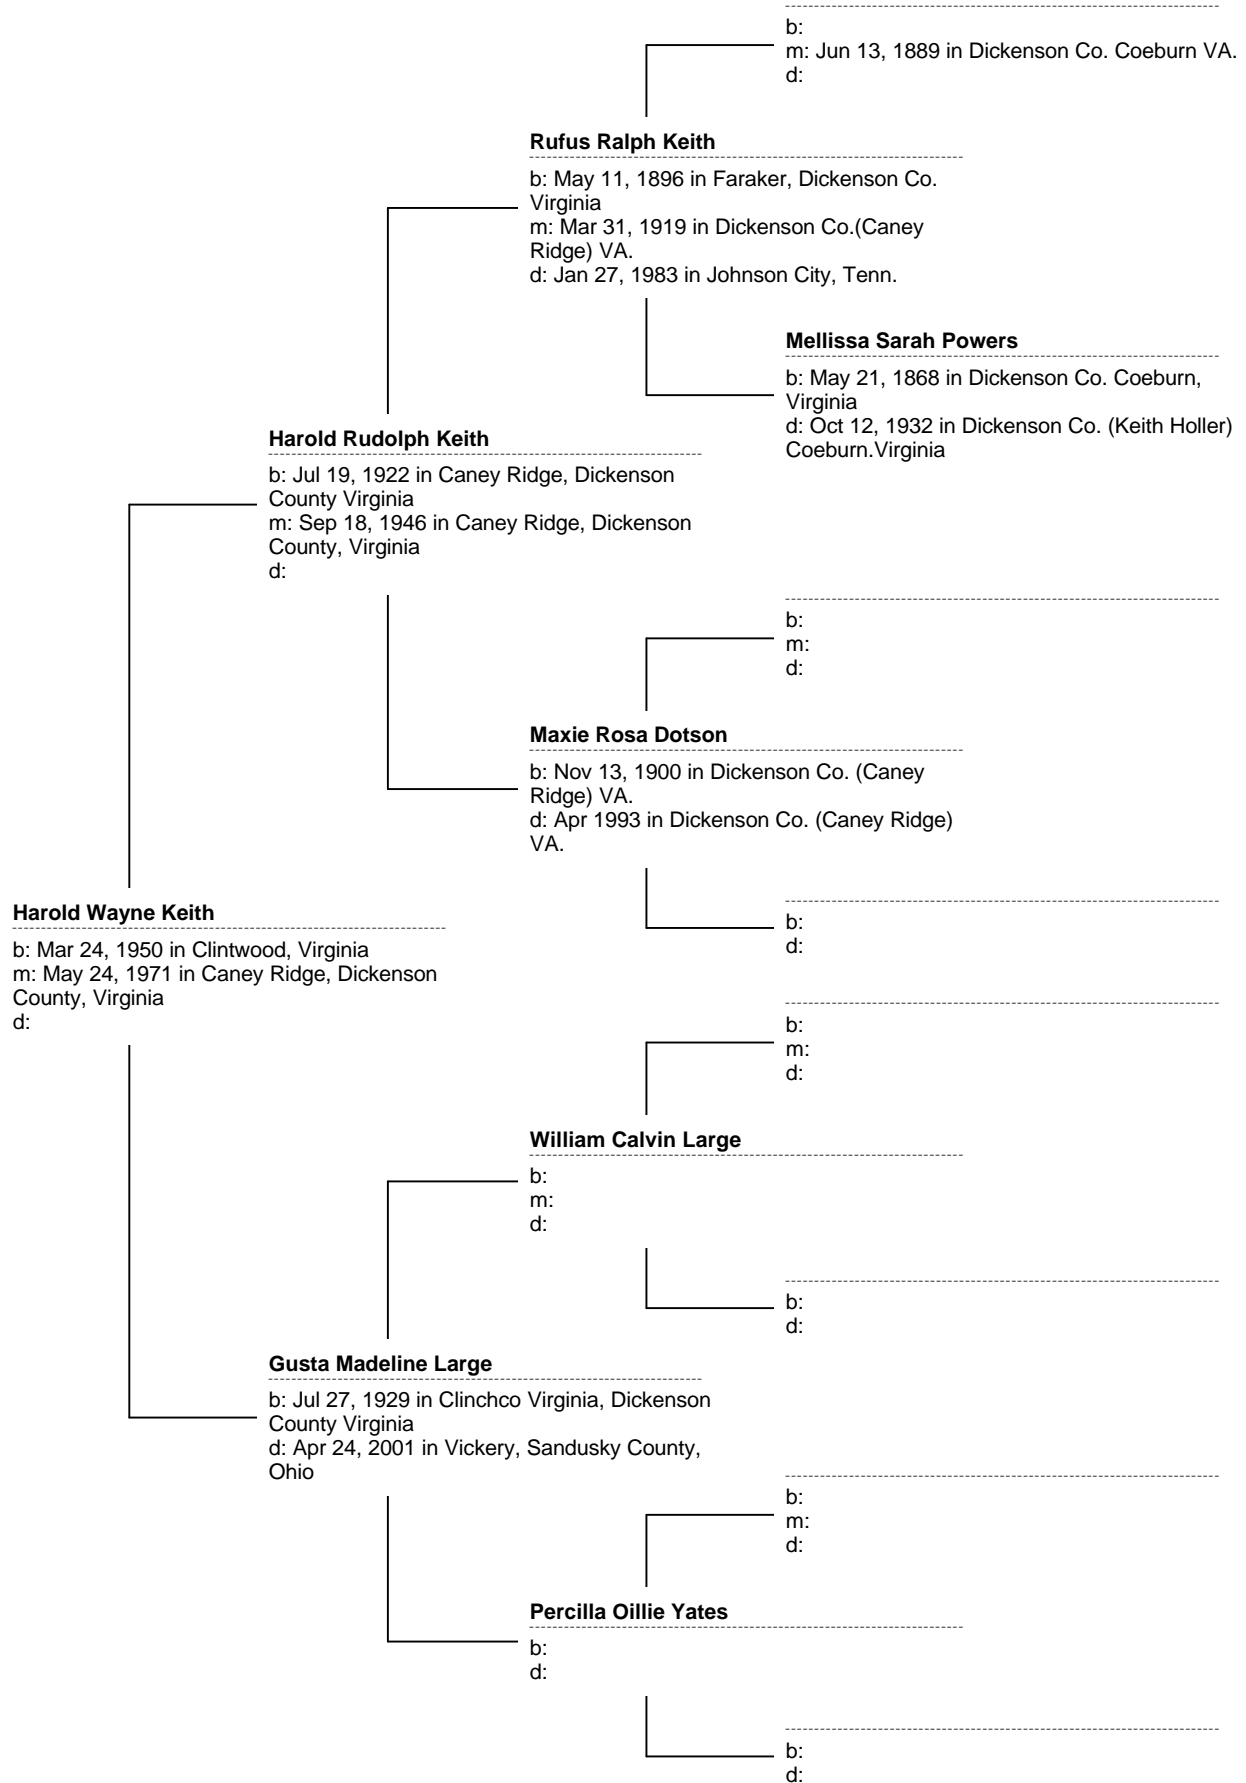 b:
m: Jun 13, 1889 in Dickenson Co. Coeburn VA.
d:
Rufus Ralph Keith
b: May 11, 1896 in Faraker, Dickenson Co.
Virginia
m: Mar 31, 1919 in Dickenson Co.(Caney
Ridge) VA.
d: Jan 27, 1983 in Johnson City, Tenn.
Mellissa Sarah Powers
b: May 21, 1868 in Dickenson Co. Coeburn,
Virginia
d: Oct 12, 1932 in Dickenson Co. (Keith Holler)
Coeburn.Virginia
Harold Rudolph Keith
b: Jul 19, 1922 in Caney Ridge, Dickenson
County Virginia
m: Sep 18, 1946 in Caney Ridge, Dickenson
County, Virginia
d:
b:
m:
d:
Maxie Rosa Dotson
b: Nov 13, 1900 in Dickenson Co. (Caney
Ridge) VA.
d: Apr 1993 in Dickenson Co. (Caney Ridge)
VA.
b:
d:
Harold Wayne Keith
b: Mar 24, 1950 in Clintwood, Virginia
m: May 24, 1971 in Caney Ridge, Dickenson
County, Virginia
d:
b:
m:
d:
William Calvin Large
b:
m:
d:
b:
d:
Gusta Madeline Large
b: Jul 27, 1929 in Clinchco Virginia, Dickenson
County Virginia
d: Apr 24, 2001 in Vickery, Sandusky County,
Ohio
b:
m:
d:
Percilla Oillie Yates
b:
d:
b:
d: